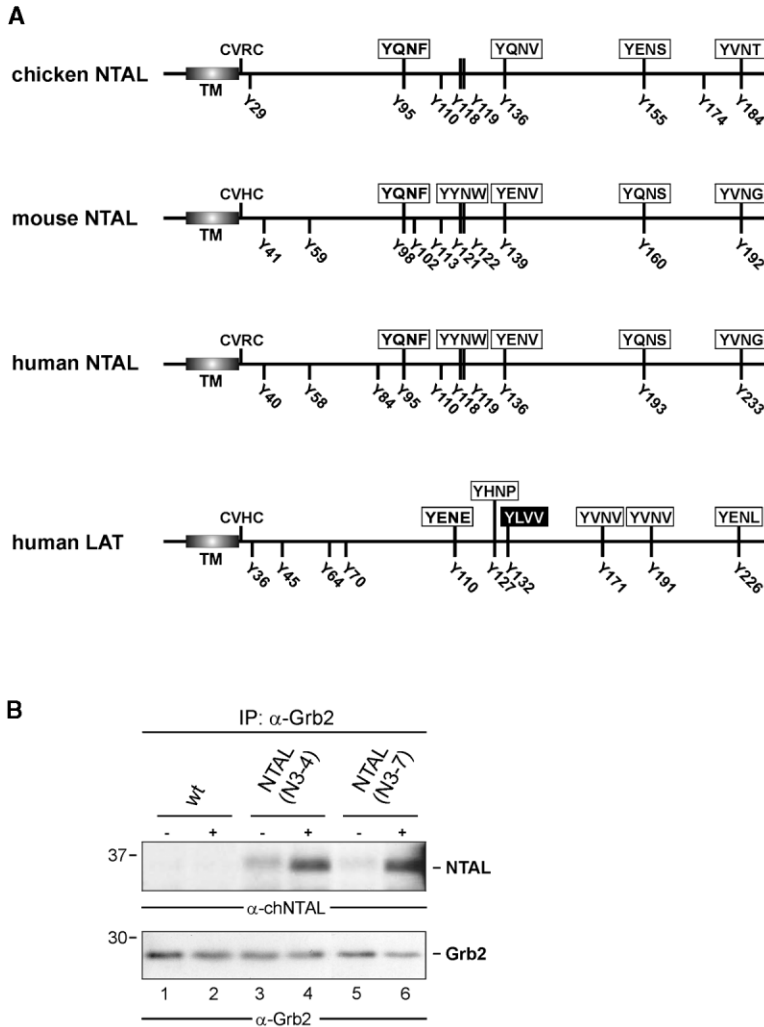 A
CVRC YQNF YQNV YENS YVNT
chicken NTAL
TM Y29 Y95 Y110 Y118 Y119 Y136 Y155 Y174 Y184
CVHC YQNF YYNW YENV YQNS YVNG
mouse NTAL
TM Y41 Y59 Y98 Y102 Y113 Y121 Y122 Y139 Y160 Y192
CVRC YQNF YYNW YENV YQNS YVNG
human NTAL
TM Y40 Y58 Y84 Y95 Y110 Y118 Y119 Y136 Y193 Y233
YHNP
CVHC YENE YLVV YVNV YVNV YENL
human LAT
TM Y36 Y45 Y64 Y70 Y110 Y127 Y132 Y171 Y191 Y226
B
IP: α-Grb2
wt NTAL (N3-4) NTAL (N3-7)
- + - + - +
37 NTAL
α-chNTAL
30 Grb2
1 2 3 4 5 6
α-Grb2